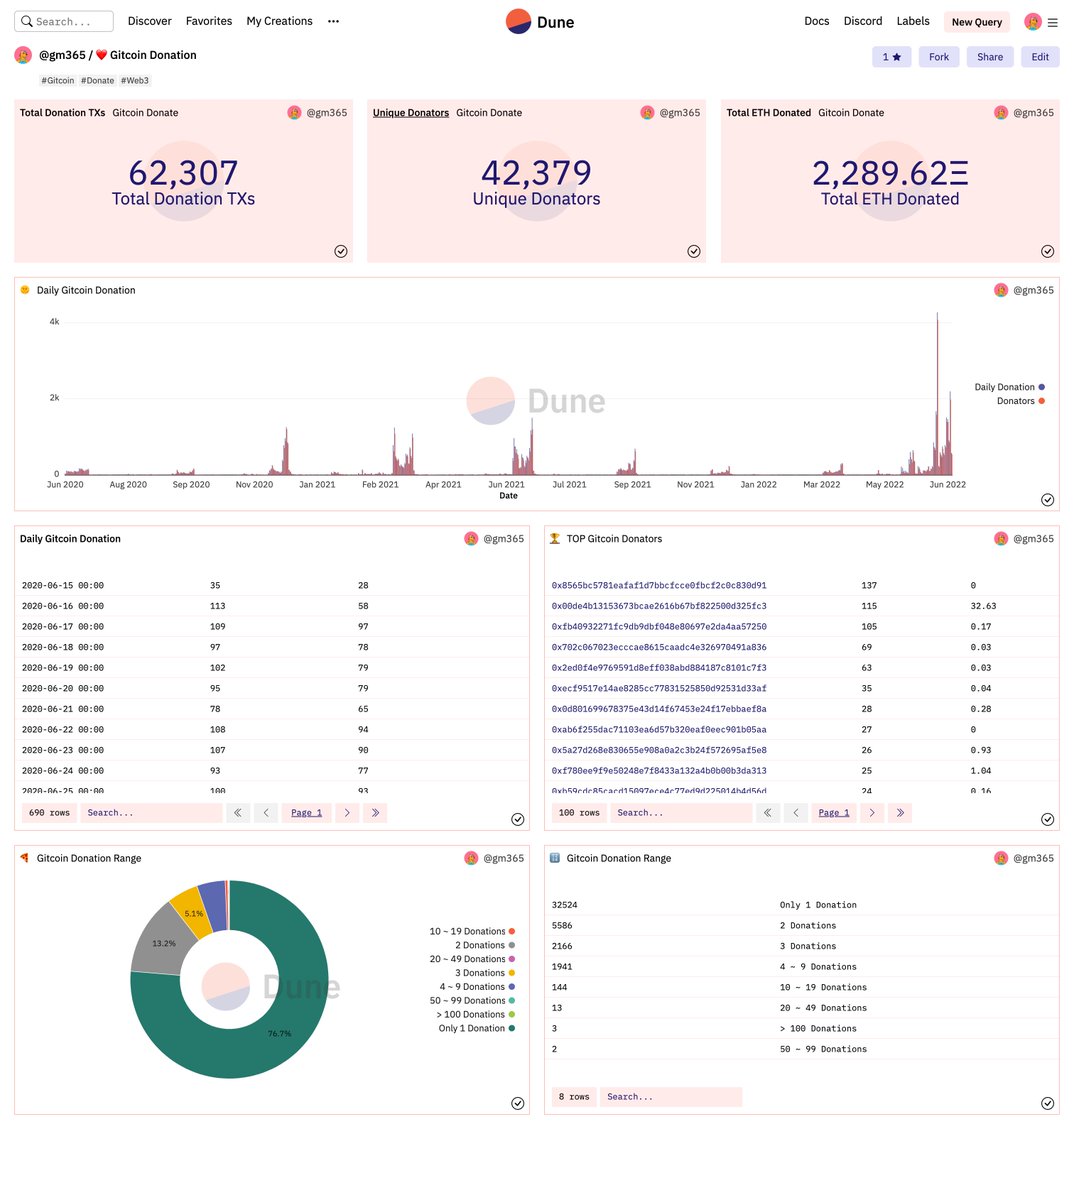 Search...
Discover
Favorites
My Creations
Dune
Docs
Discord
Labels
New Query
@gm365 / ❤️ Gitcoin Donation
1 ★
Fork
Share
Edit
#Gitcoin #Donate #Web3
Total Donation TXs Gitcoin Donate
@gm365
62,307
Total Donation TXs
Unique Donators Gitcoin Donate
@gm365
42,379
Unique Donators
Total ETH Donated Gitcoin Donate
@gm365
2,289.62Ξ
Total ETH Donated
Daily Gitcoin Donation
@gm365
4k
2k
0
Dune
Jun 2020 Aug 2020 Sep 2020 Nov 2020 Jan 2021 Feb 2021 Apr 2021 Jun 2021 Jul 2021 Sep 2021 Nov 2021 Jan 2022 Mar 2022 May 2022 Jun 2022
Date
Daily Donation
Donators
Daily Gitcoin Donation
@gm365
2020-06-15 00:00 35 28
2020-06-16 00:00 113 58
2020-06-17 00:00 109 97
2020-06-18 00:00 97 78
2020-06-19 00:00 102 79
2020-06-20 00:00 95 79
2020-06-21 00:00 78 65
2020-06-22 00:00 108 94
2020-06-23 00:00 107 90
2020-06-24 00:00 93 77
2020-06-25 00:00 100 93
690 rows
Search...
Page 1
TOP Gitcoin Donators
@gm365
0x8565bc5781eafaf1d7bbcfcce0fbcf2c0c830d91 137 0
0x00de4b13153673bcae2616b67bf822500d325fc3 115 32.63
0xfb40932271fc9db9dbf048e80697e2da4aa57250 105 0.17
0x702c067023ecccae8615caadc4e326970491a836 69 0.03
0x2ed0f4e9769591d8eff038abd884187c8101c7f3 63 0.03
0xecf9517e14ae8285cc77831525850d92531d33af 35 0.04
0x0d801699678375e43d14f67453e24f17ebbaef8a 28 0.28
0xab6f255dac71103ea6d57b320eaf0eec901b05aa 27 0
0x5a27d268e830655e908a0a2c3b24f572695af5e8 26 0.93
0xf780ee9f9e50248e7f8433a132a4b0b00b3da313 25 1.04
24 0.16
100 rows
Search...
Page 1
Gitcoin Donation Range
@gm365
5.1%
13.2%
76.7%
Dune
10 ~ 19 Donations
2 Donations
20 ~ 49 Donations
3 Donations
4 ~ 9 Donations
50 ~ 99 Donations
> 100 Donations
Only 1 Donation
Gitcoin Donation Range
@gm365
32524 Only 1 Donation
5586 2 Donations
2166 3 Donations
1941 4 ~ 9 Donations
144 10 ~ 19 Donations
13 20 ~ 49 Donations
3 > 100 Donations
2 50 ~ 99 Donations
8 rows
Search...